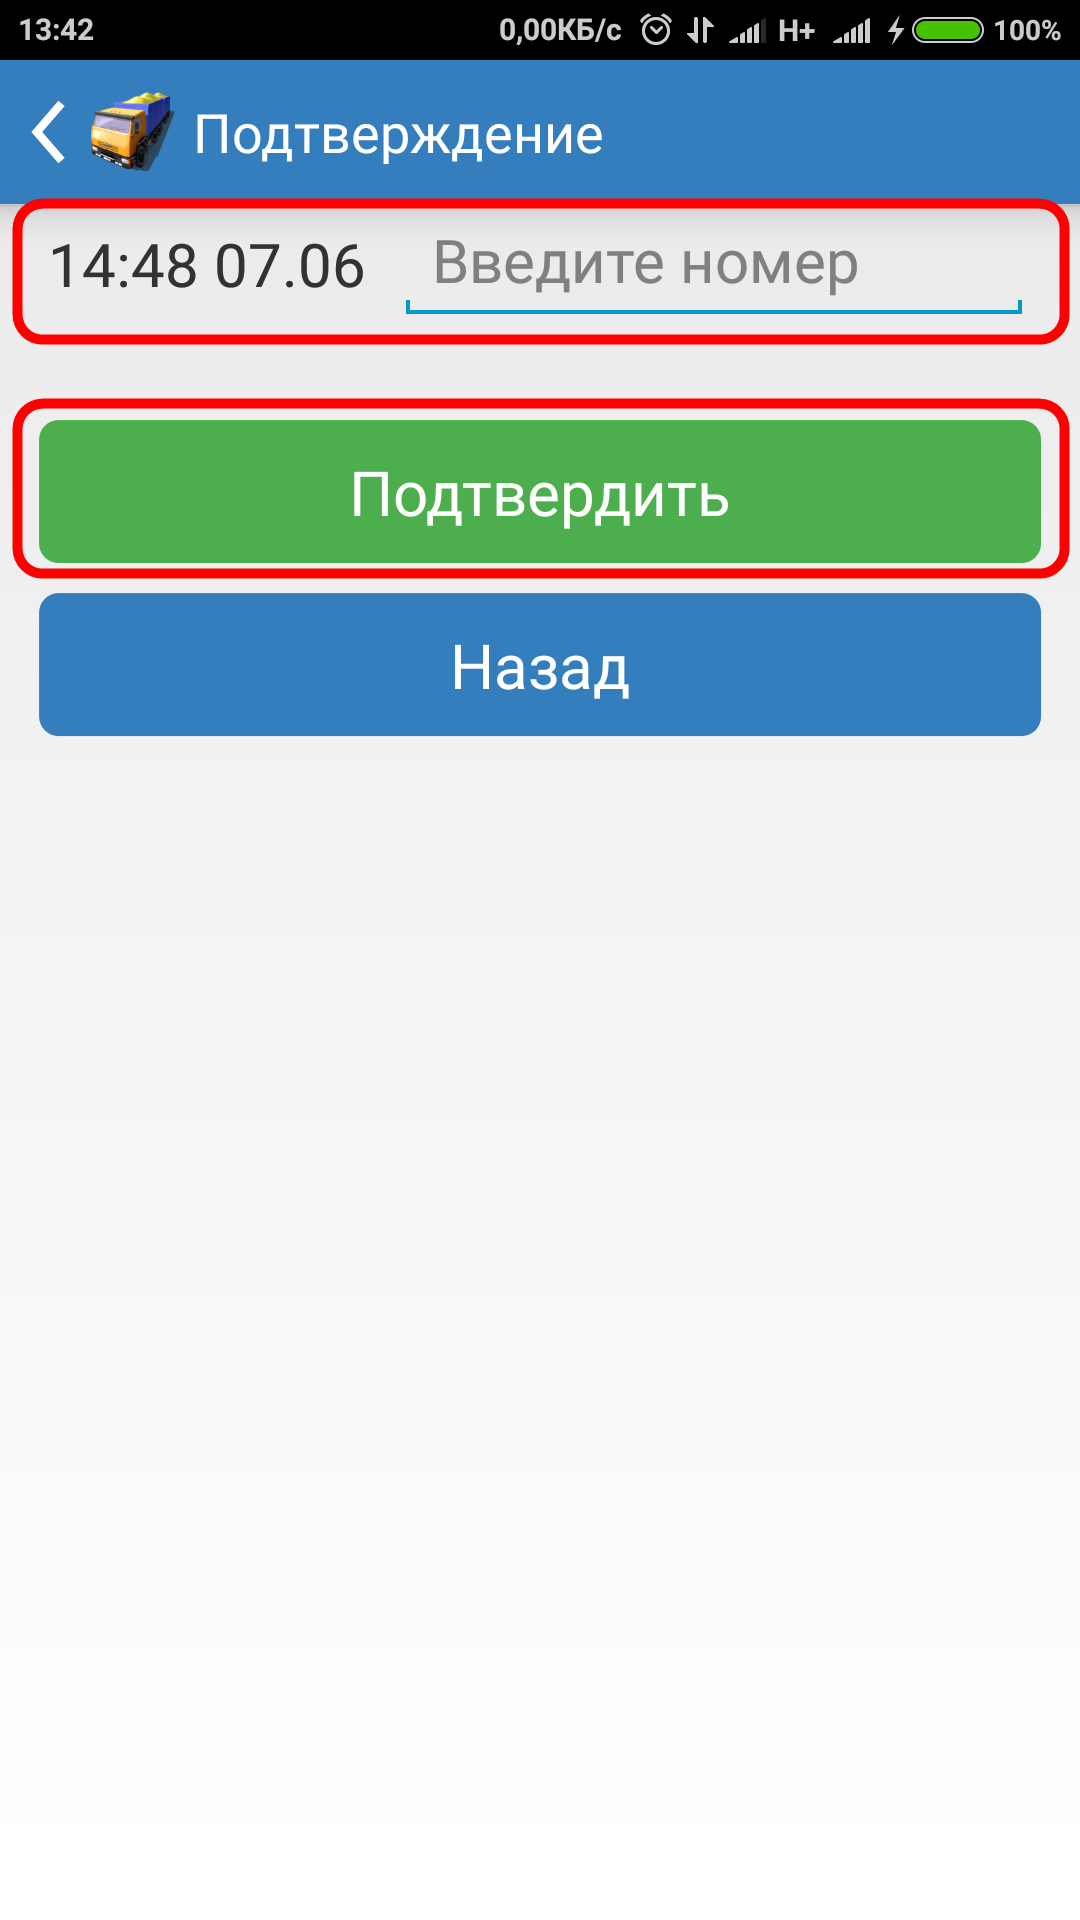 13:42 0,00КБ/с H+ 100%
Подтверждение
14:48 07.06 Введите номер
Подтвердить
Назад